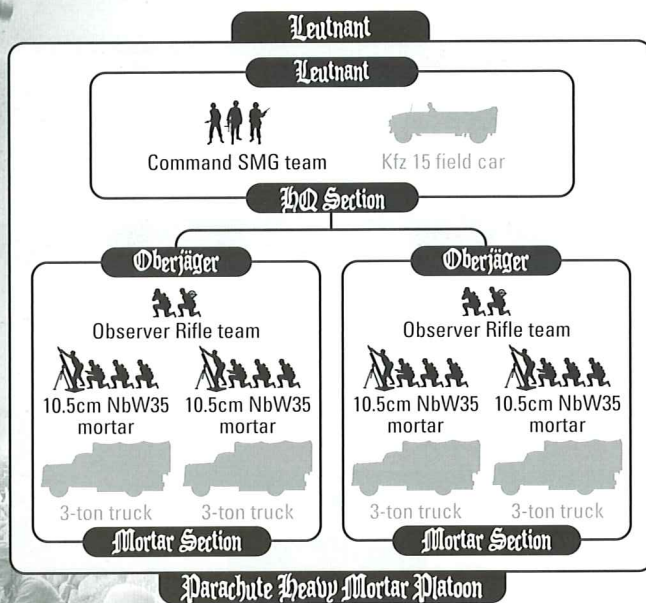 Leutnant
Leutnant
Command SMG team
Kfz 15 field car
HQ Section
Oberjäger
Observer Rifle team
10.5cm NbW35
mortar
10.5cm NbW35
mortar
3-ton truck
3-ton truck
Mortar Section
Oberjäger
Observer Rifle team
10.5cm NbW35
mortar
10.5cm NbW35
mortar
3-ton truck
3-ton truck
Mortar Section
Parachute Heavy Mortar Platoon